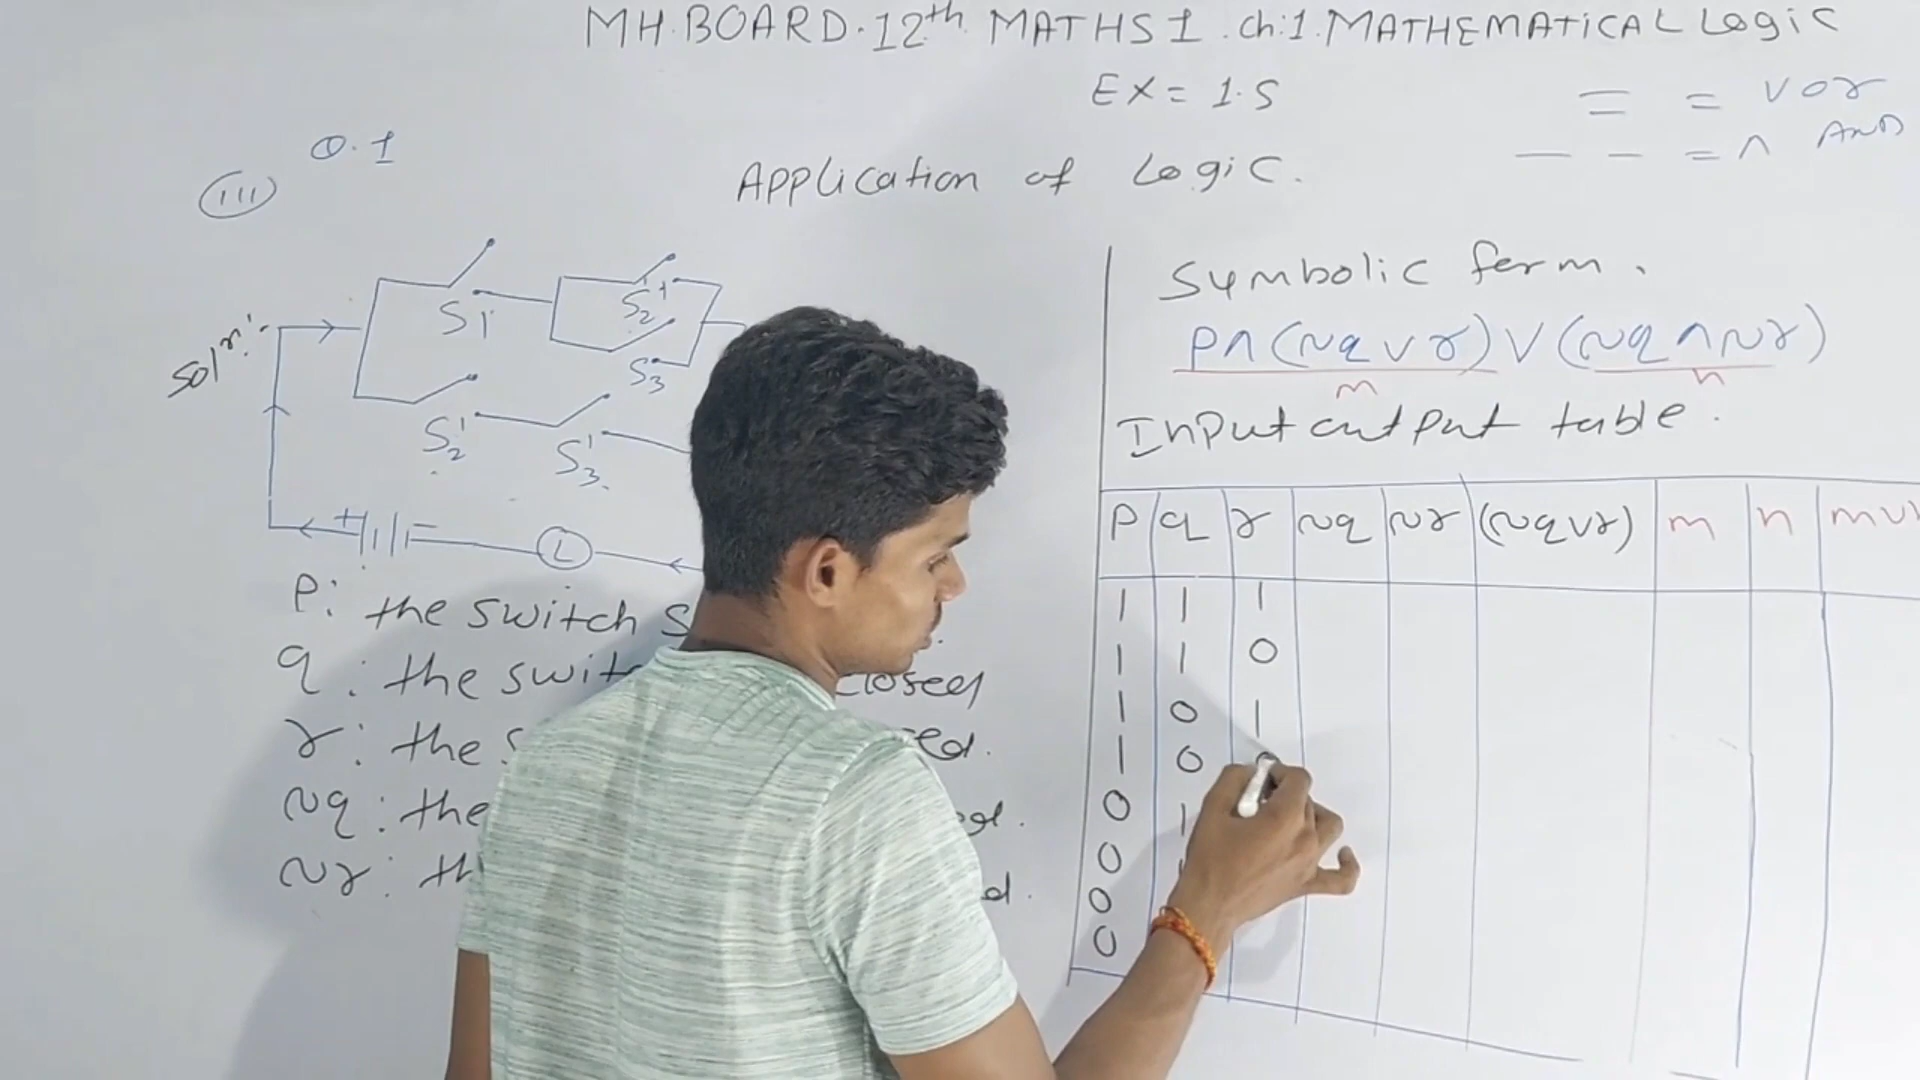 MH.BOARD.12th MATHS 1 . ch:1. MATHEMATICAL Logic
EX = 1.5
= = ∨ or
— — = ∧ AND
Q.1
(iii)
Application of Logic.
Soln:-
S1
S2'
S3
S2'
S3'
+ -
L
p: the switch S
q: the closed
r: the
~q: the
~r:
Symbolic form.
p∧(~q∨r)∨(~q∧~r)
m n
Input output table.
p q r ~q ~r (~q∨r) m n
1 1 1
1 1 0
1 0 1
1 0
0 1
0
0
0